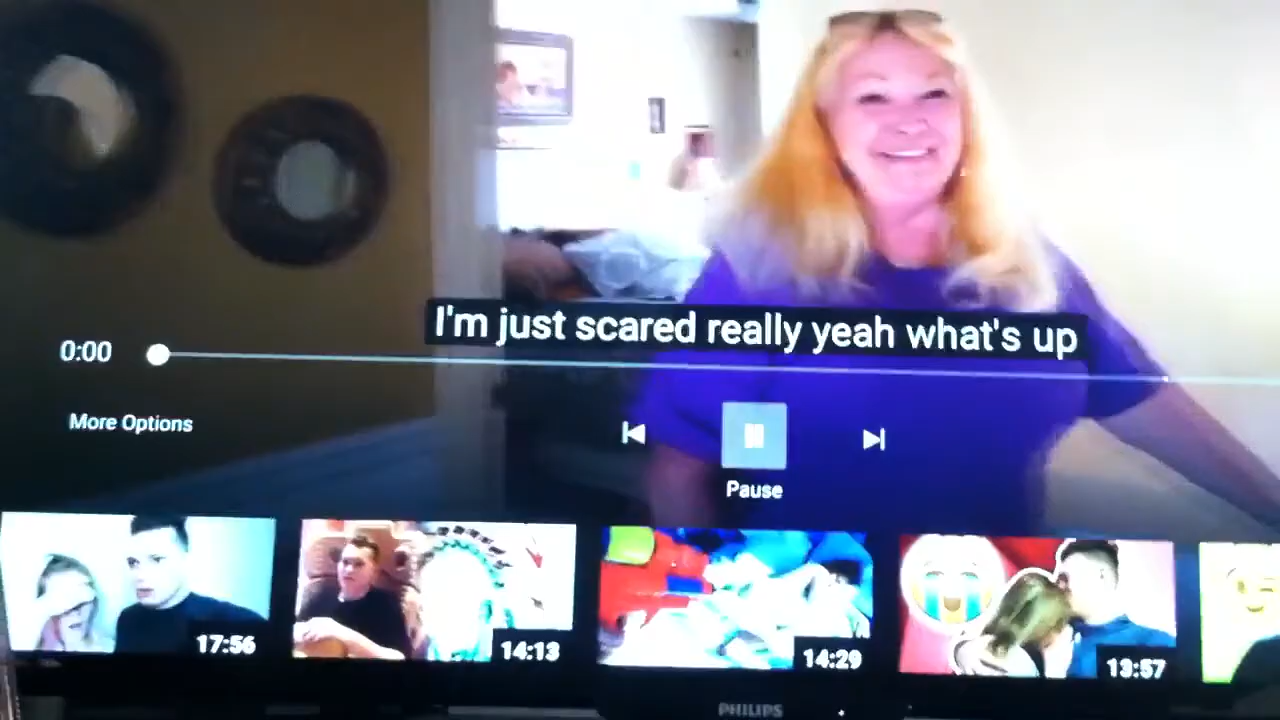 I'm just scared really yeah what's up
0:00
More Options
Pause
17:56
14:13
14:29
13:57
PHILIPS